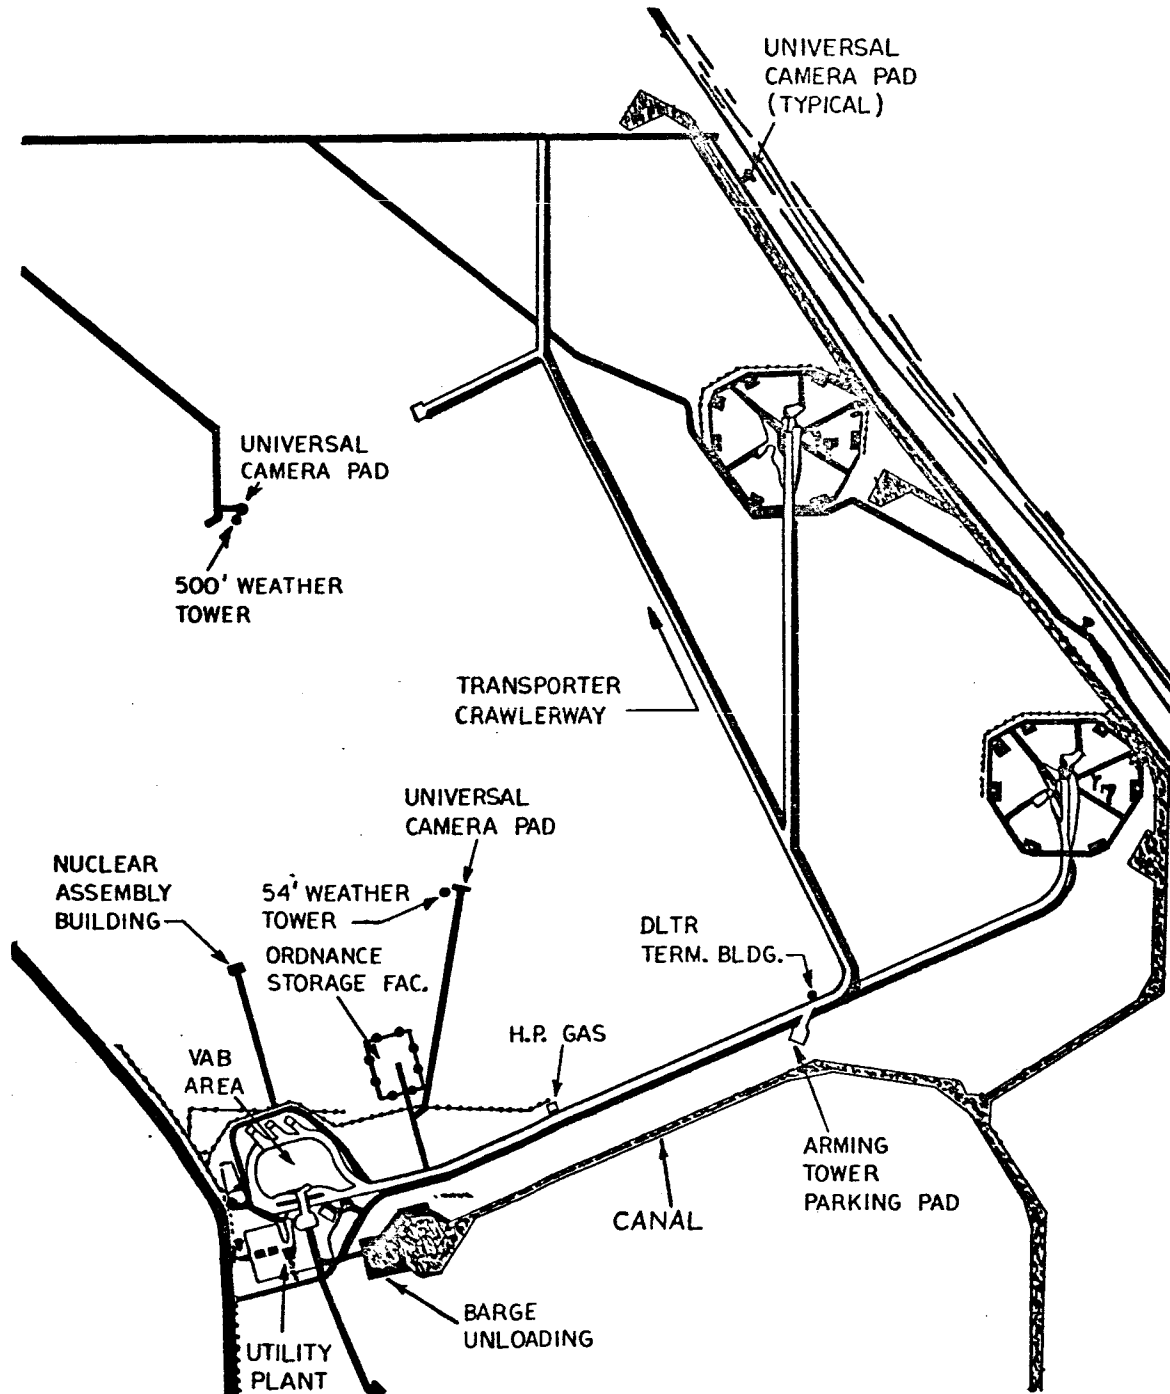 UNIVERSAL
CAMERA PAD
(TYPICAL)
UNIVERSAL
CAMERA PAD
500' WEATHER
TOWER
TRANSPORTER
CRAWLERWAY
UNIVERSAL
CAMERA PAD
NUCLEAR
ASSEMBLY
BUILDING
54' WEATHER
TOWER
ORDNANCE
STORAGE FAC.
DLTR
TERM. BLDG.
H.P. GAS
VAB
AREA
ARMING
TOWER
PARKING PAD
CANAL
BARGE
UNLOADING
UTILITY
PLANT